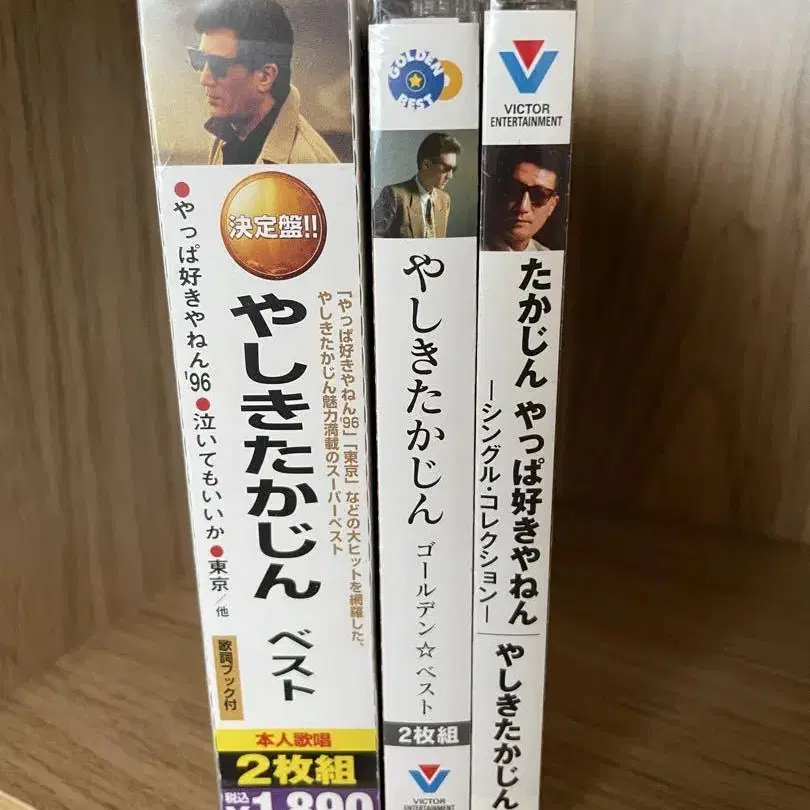 決定盤!!
●やっぱ好きやねん'96●泣いてもいいか●東京/他
やしきたかじん ベスト
「やっぱ好きやねん'96」「東京」などの大ヒットを網羅した、
やしきたかじん魅力満載のスーパーベスト
歌詞ブック付
本人歌唱
2枚組
税込
¥1,890
GOLDEN
BEST
やしきたかじん ゴールデン☆ベスト
2枚組
VICTOR
ENTERTAINMENT
VICTOR
ENTERTAINMENT
たかじん やっぱ好きやねん
―シングル・コレクション―
やしきたかじん